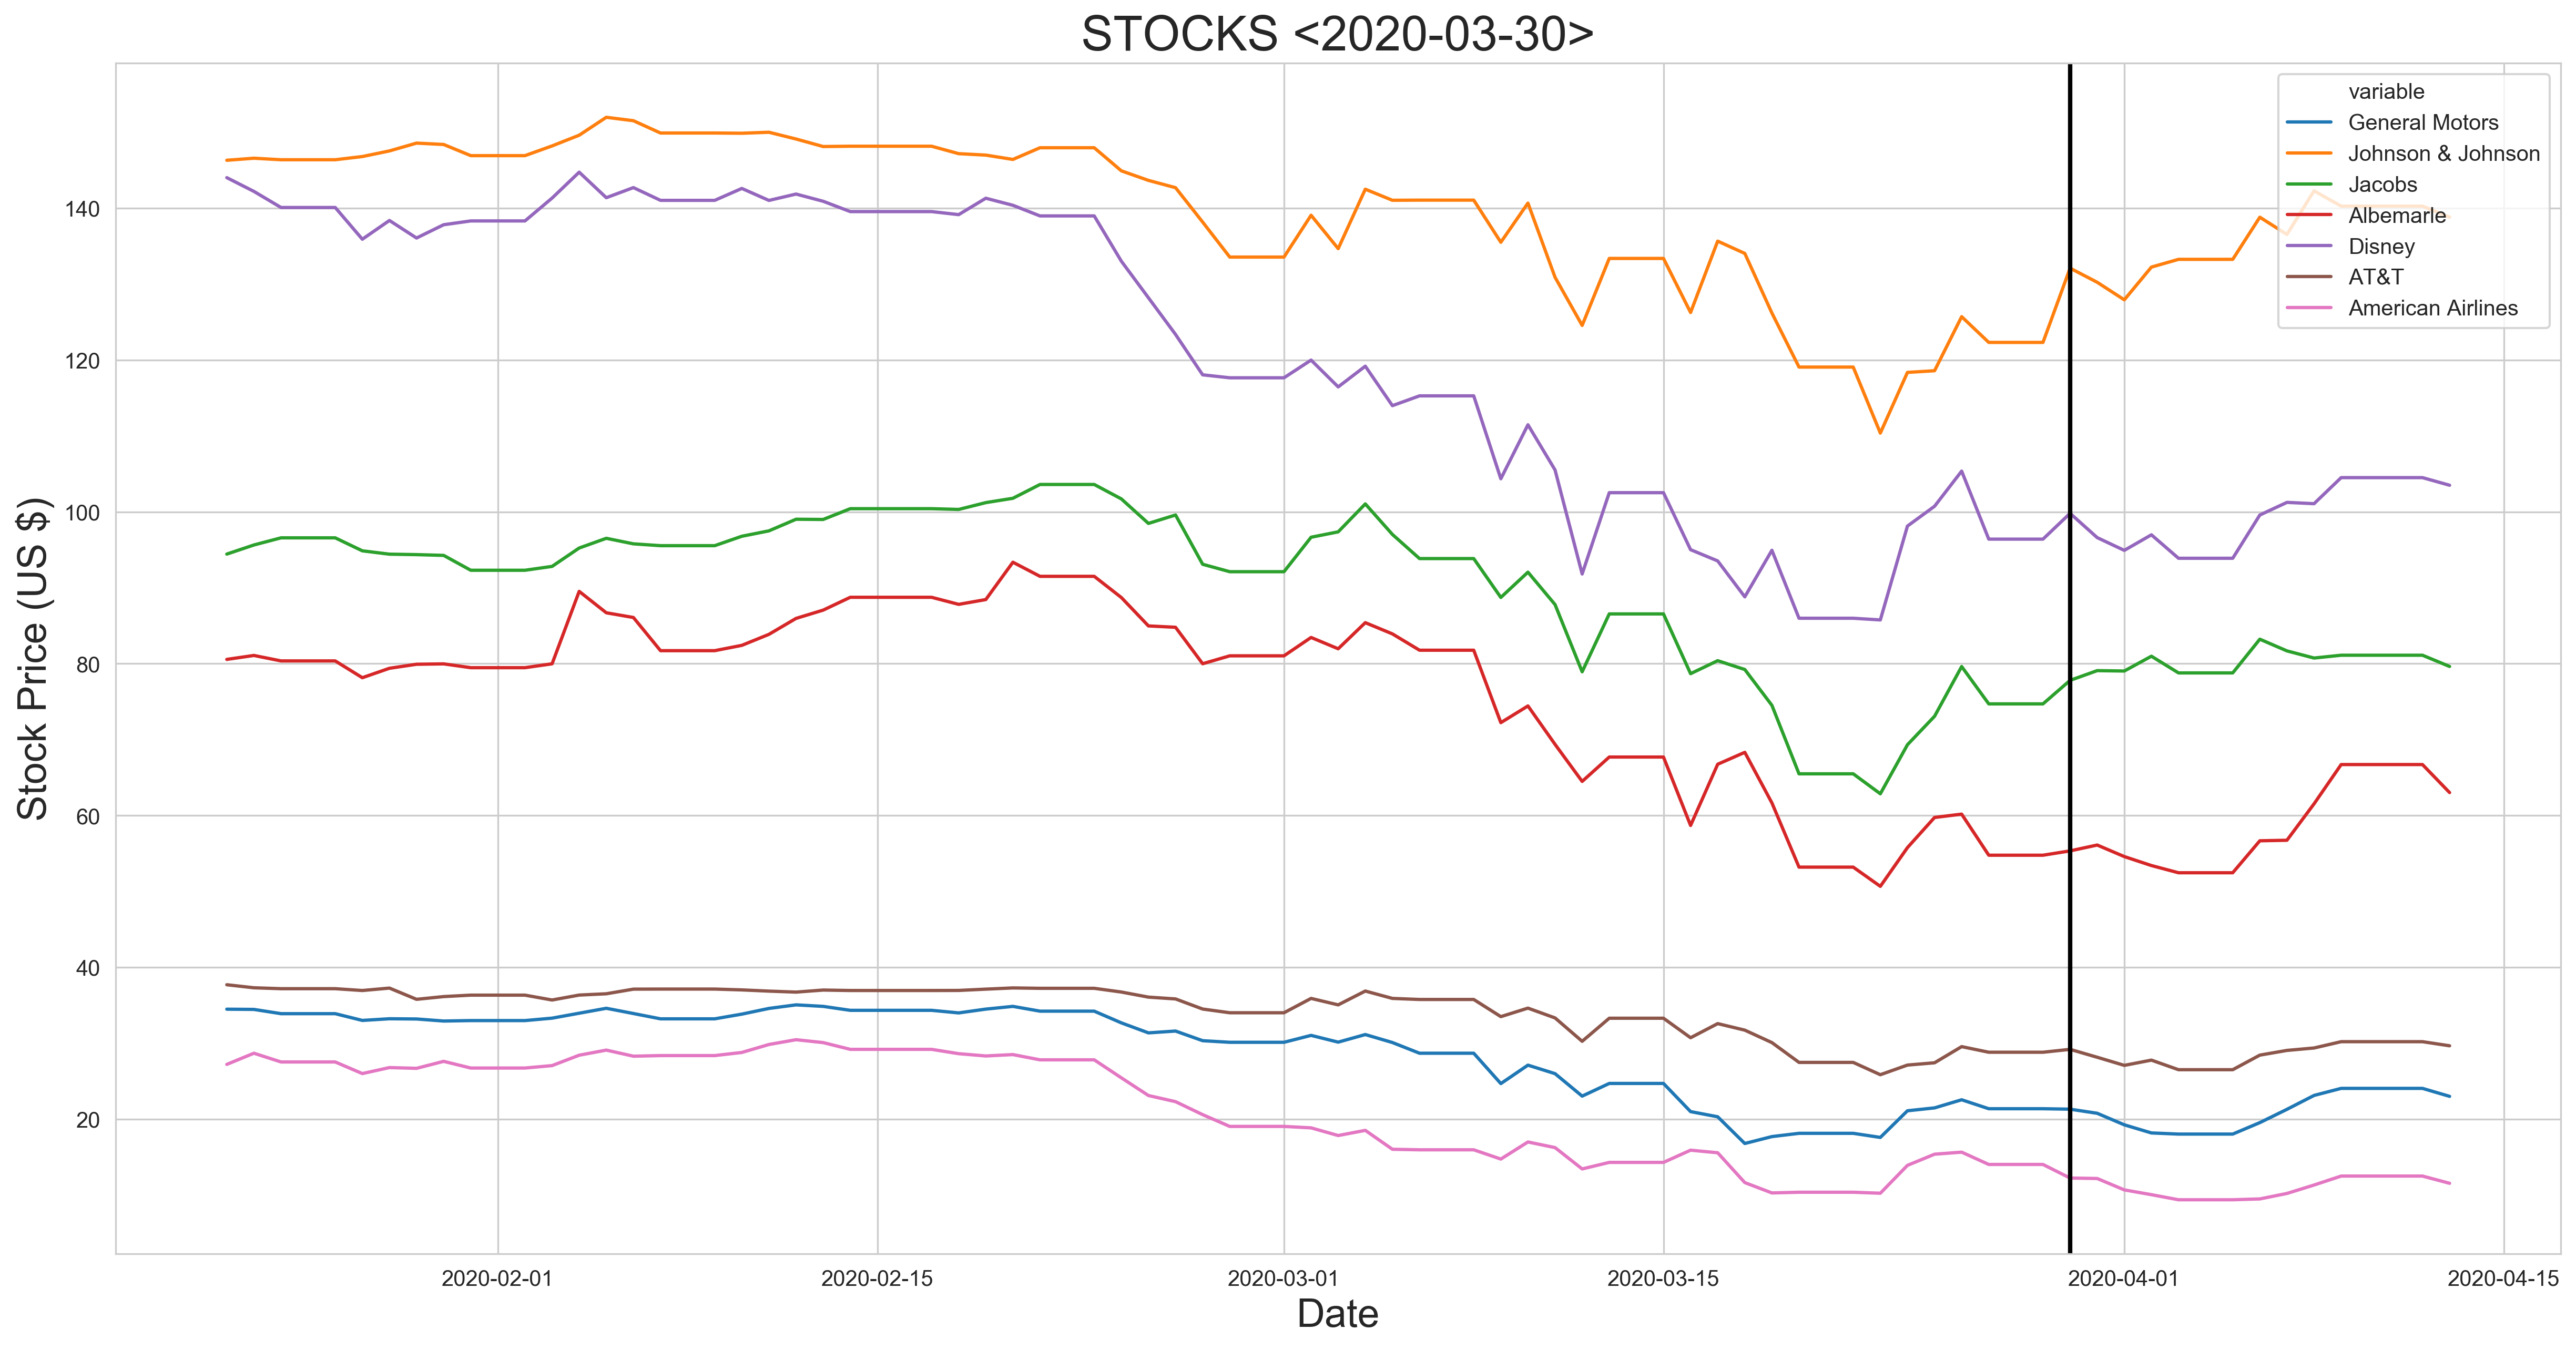 STOCKS <2020-03-30>
variable
General Motors
Johnson & Johnson
Jacobs
Albemarle
Disney
AT&T
American Airlines
Stock Price (US $)
140
120
100
80
60
40
20
2020-02-01
2020-02-15
2020-03-01
2020-03-15
2020-04-01
2020-04-15
Date